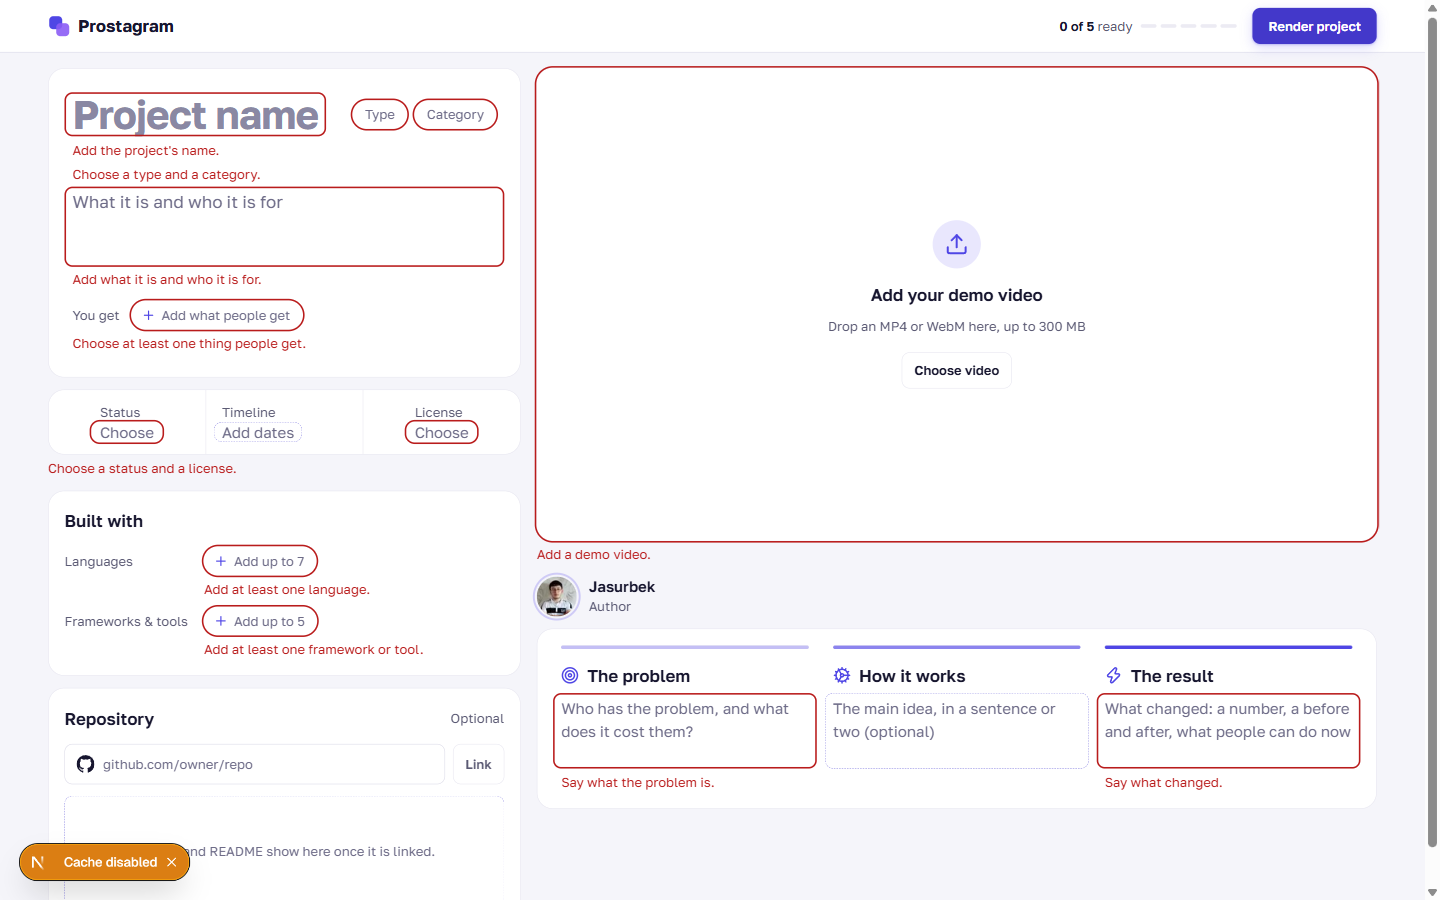 Prostagram
0 of 5 ready
Render project
Project name
Type
Category
Add the project's name.
Choose a type and a category.
What it is and who it is for
Add what it is and who it is for.
You get
+ Add what people get
Choose at least one thing people get.
Status
Choose
Timeline
Add dates
License
Choose
Choose a status and a license.
Built with
Languages
+ Add up to 7
Add at least one language.
Frameworks & tools
+ Add up to 5
Add at least one framework or tool.
Repository
Optional
github.com/owner/repo
Link
and README show here once it is linked.
Cache disabled
Add your demo video
Drop an MP4 or WebM here, up to 300 MB
Choose video
Add a demo video.
Jasurbek
Author
The problem
Who has the problem, and what
does it cost them?
Say what the problem is.
How it works
The main idea, in a sentence or
two (optional)
The result
What changed: a number, a before
and after, what people can do now
Say what changed.